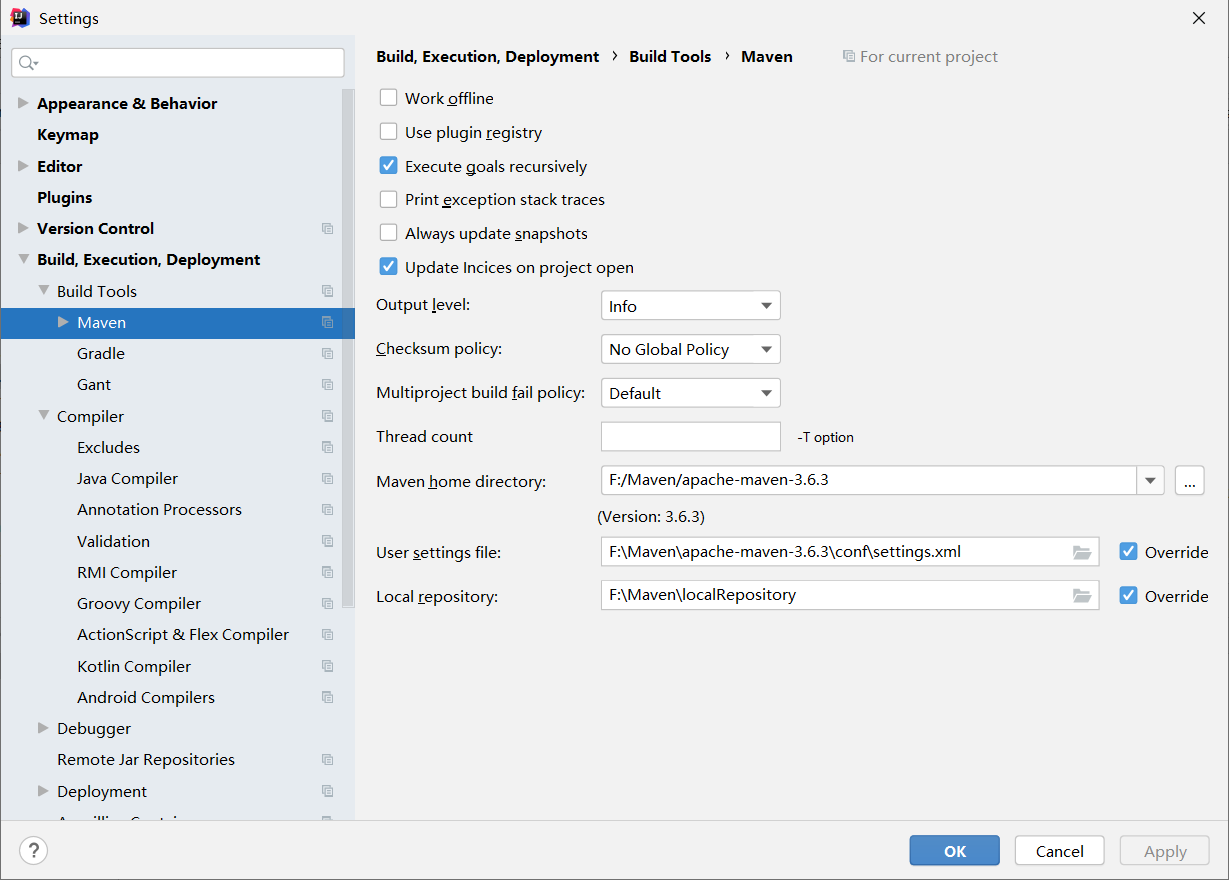 Settings
Appearance & Behavior
Keymap
Editor
Plugins
Version Control
Build, Execution, Deployment
Build Tools
Maven
Gradle
Gant
Compiler
Excludes
Java Compiler
Annotation Processors
Validation
RMI Compiler
Groovy Compiler
ActionScript & Flex Compiler
Kotlin Compiler
Android Compilers
Debugger
Remote Jar Repositories
Deployment
Build, Execution, Deployment › Build Tools › Maven For current project
Work offline
Use plugin registry
Execute goals recursively
Print exception stack traces
Always update snapshots
Update Incices on project open
Output level: Info
Checksum policy: No Global Policy
Multiproject build fail policy: Default
Thread count -T option
Maven home directory: F:/Maven/apache-maven-3.6.3 ...
(Version: 3.6.3)
User settings file: F:\Maven\apache-maven-3.6.3\conf\settings.xml Override
Local repository: F:\Maven\localRepository Override
? OK Cancel Apply